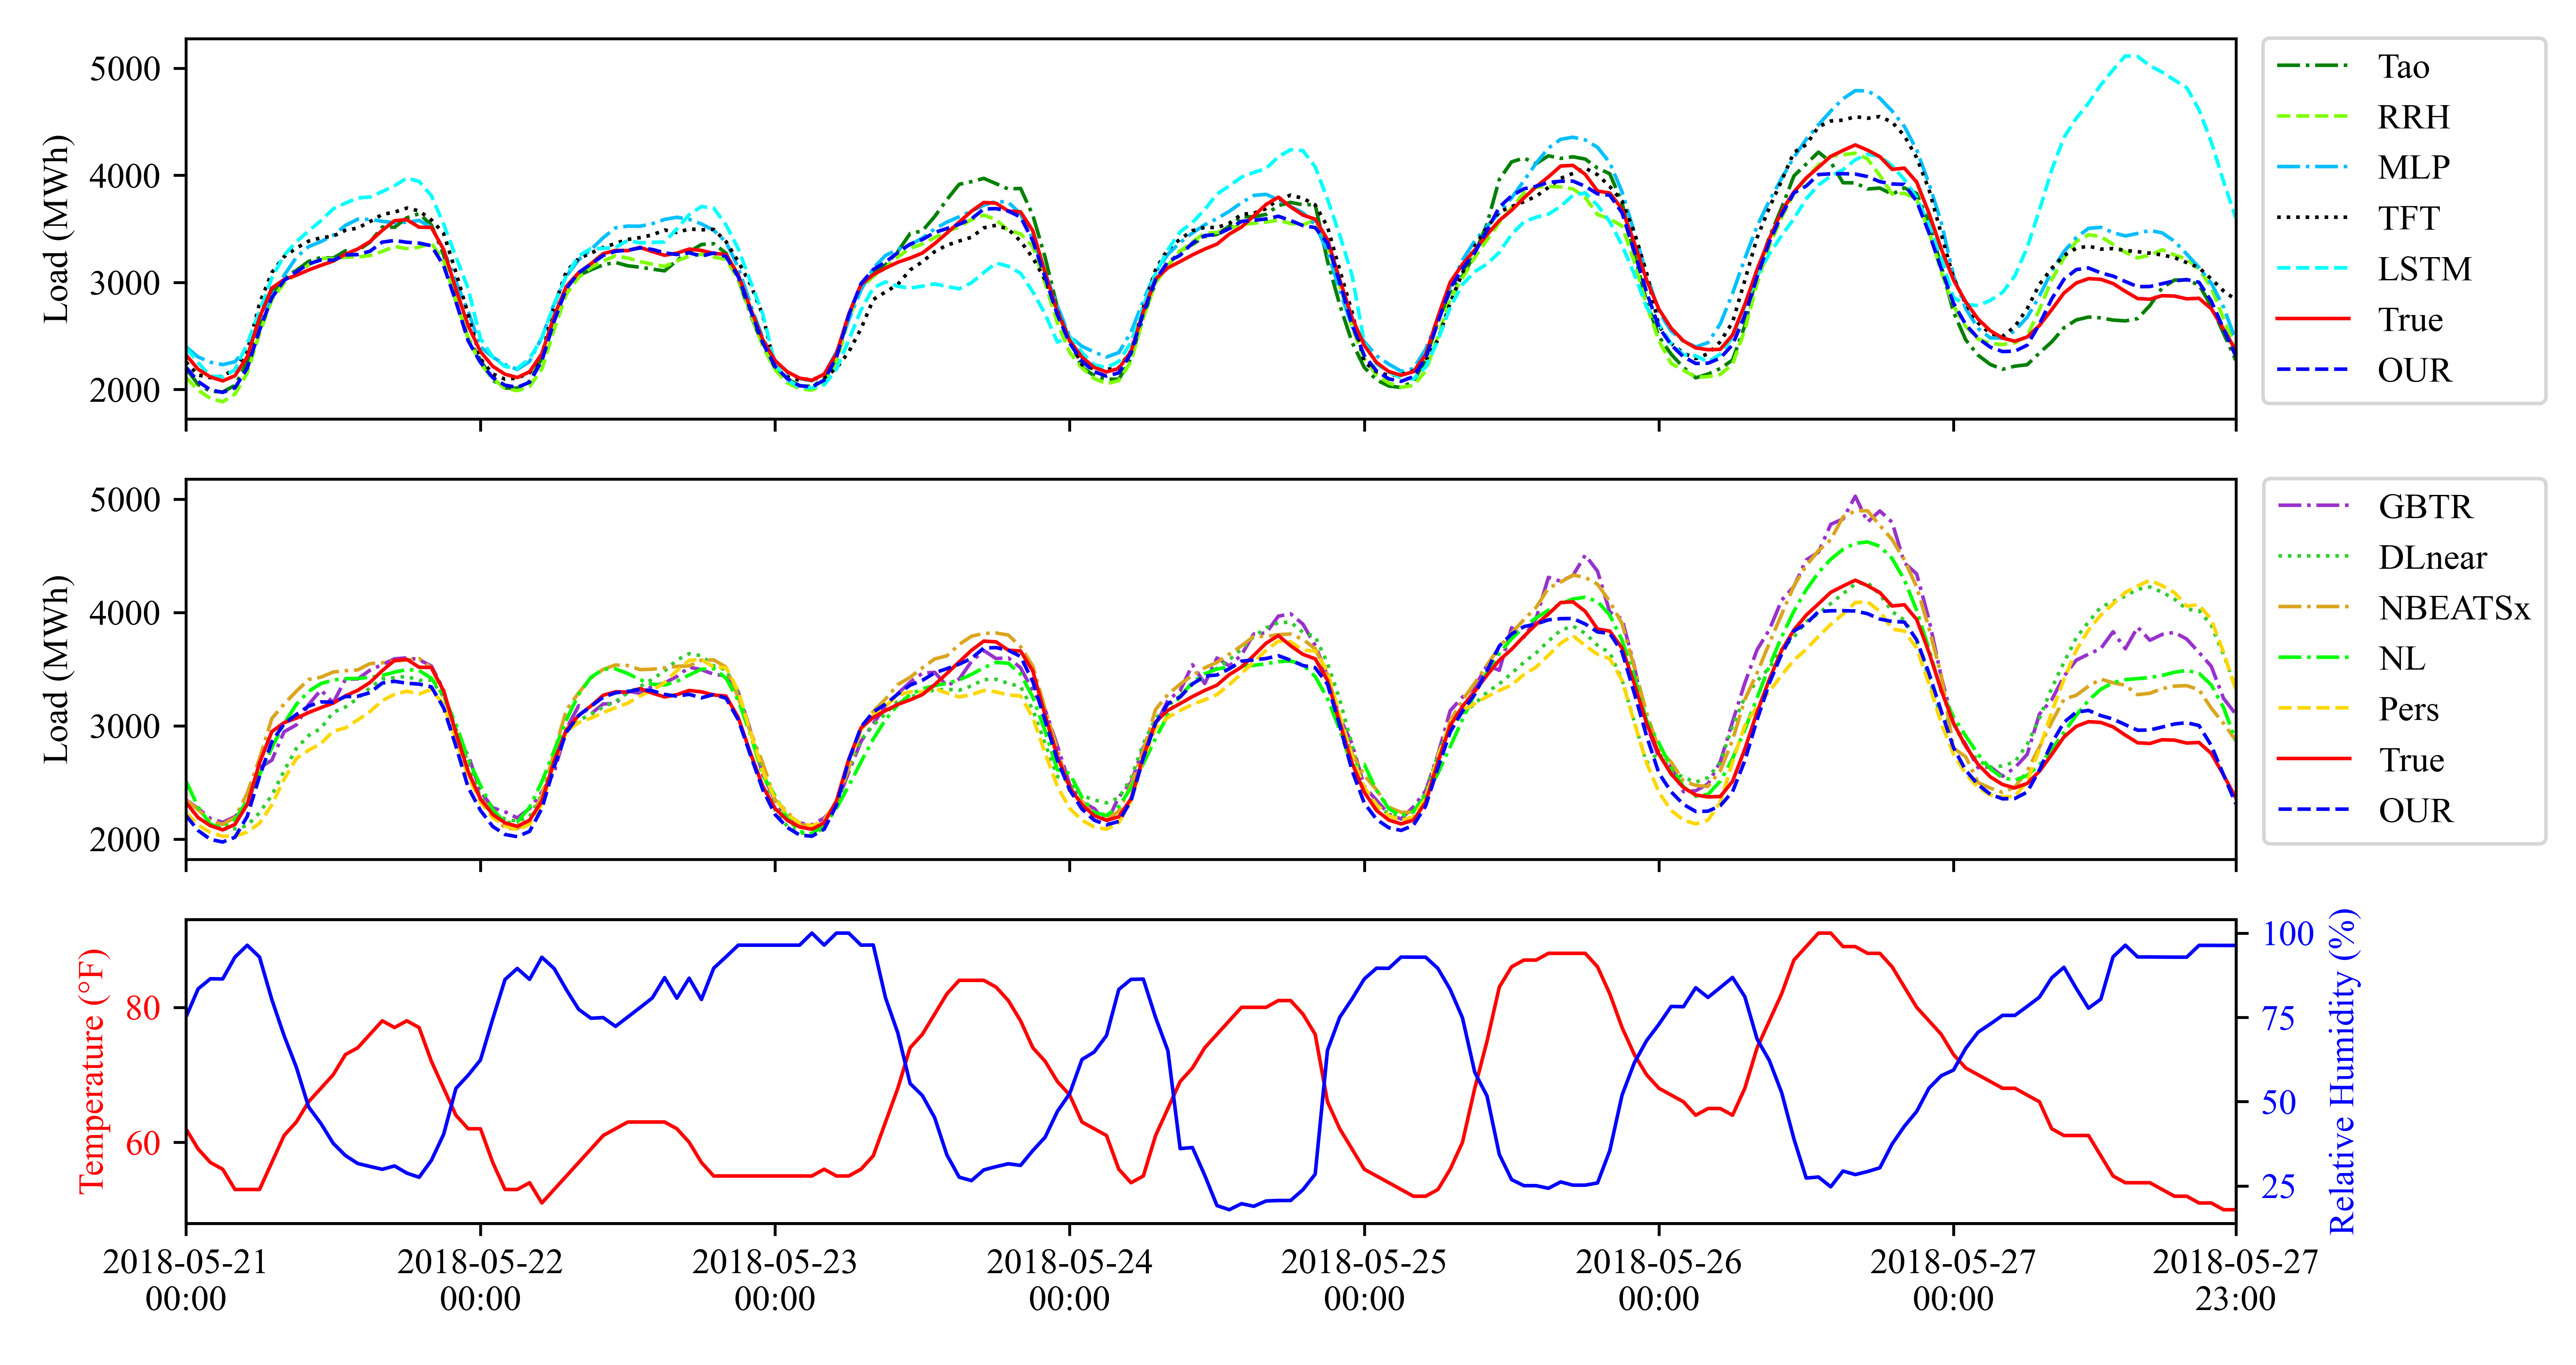 5000
4000
3000
2000
Load (MWh)
Tao
RRH
MLP
TFT
LSTM
True
OUR
5000
4000
3000
2000
Load (MWh)
GBTR
DLnear
NBEATSx
NL
Pers
True
OUR
80
60
Temperature (°F)
100
75
50
25
Relative Humidity (%)
2018-05-21 2018-05-22 2018-05-23 2018-05-24 2018-05-25 2018-05-26 2018-05-27 2018-05-27
00:00 00:00 00:00 00:00 00:00 00:00 00:00 23:00